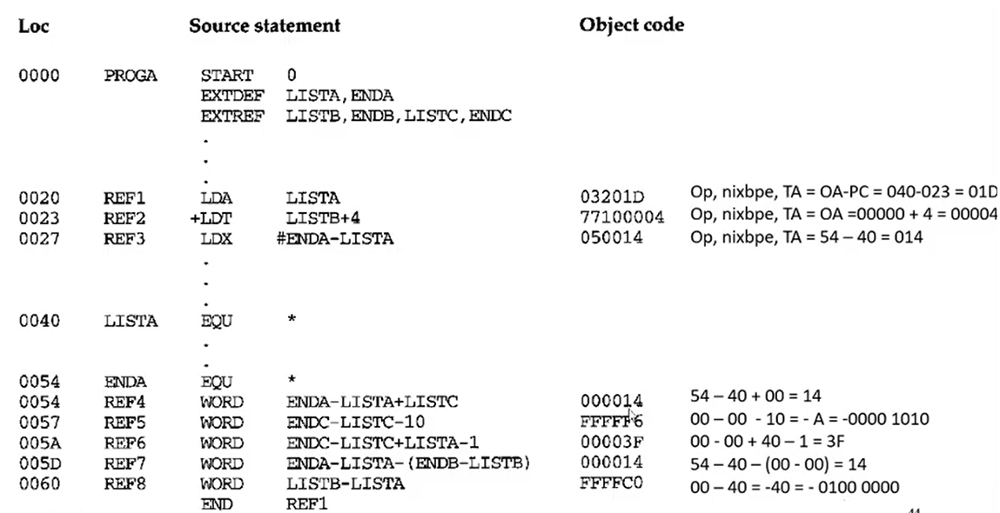 Loc Source statement Object code
0000 PROGA START 0
EXTDEF LISTA,ENDA
EXTREF LISTB,ENDB,LISTC,ENDC
.
.
.
0020 REF1 LDA LISTA 03201D Op, nixbpe, TA = OA-PC = 040-023 = 01D
0023 REF2 +LDT LISTB+4 77100004 Op, nixbpe, TA = OA =00000 + 4 = 00004
0027 REF3 LDX #ENDA-LISTA 050014 Op, nixbpe, TA = 54 – 40 = 014
.
.
.
0040 LISTA EQU *
.
.
0054 ENDA EQU *
0054 REF4 WORD ENDA-LISTA+LISTC 000014 54 – 40 + 00 = 14
0057 REF5 WORD ENDC-LISTC-10 FFFFF6 00 – 00 - 10 = - A = -0000 1010
005A REF6 WORD ENDC-LISTC+LISTA-1 00003F 00 - 00 + 40 – 1 = 3F
005D REF7 WORD ENDA-LISTA-(ENDB-LISTB) 000014 54 – 40 – (00 - 00) = 14
0060 REF8 WORD LISTB-LISTA FFFFC0 00 – 40 = -40 = - 0100 0000
END REF1